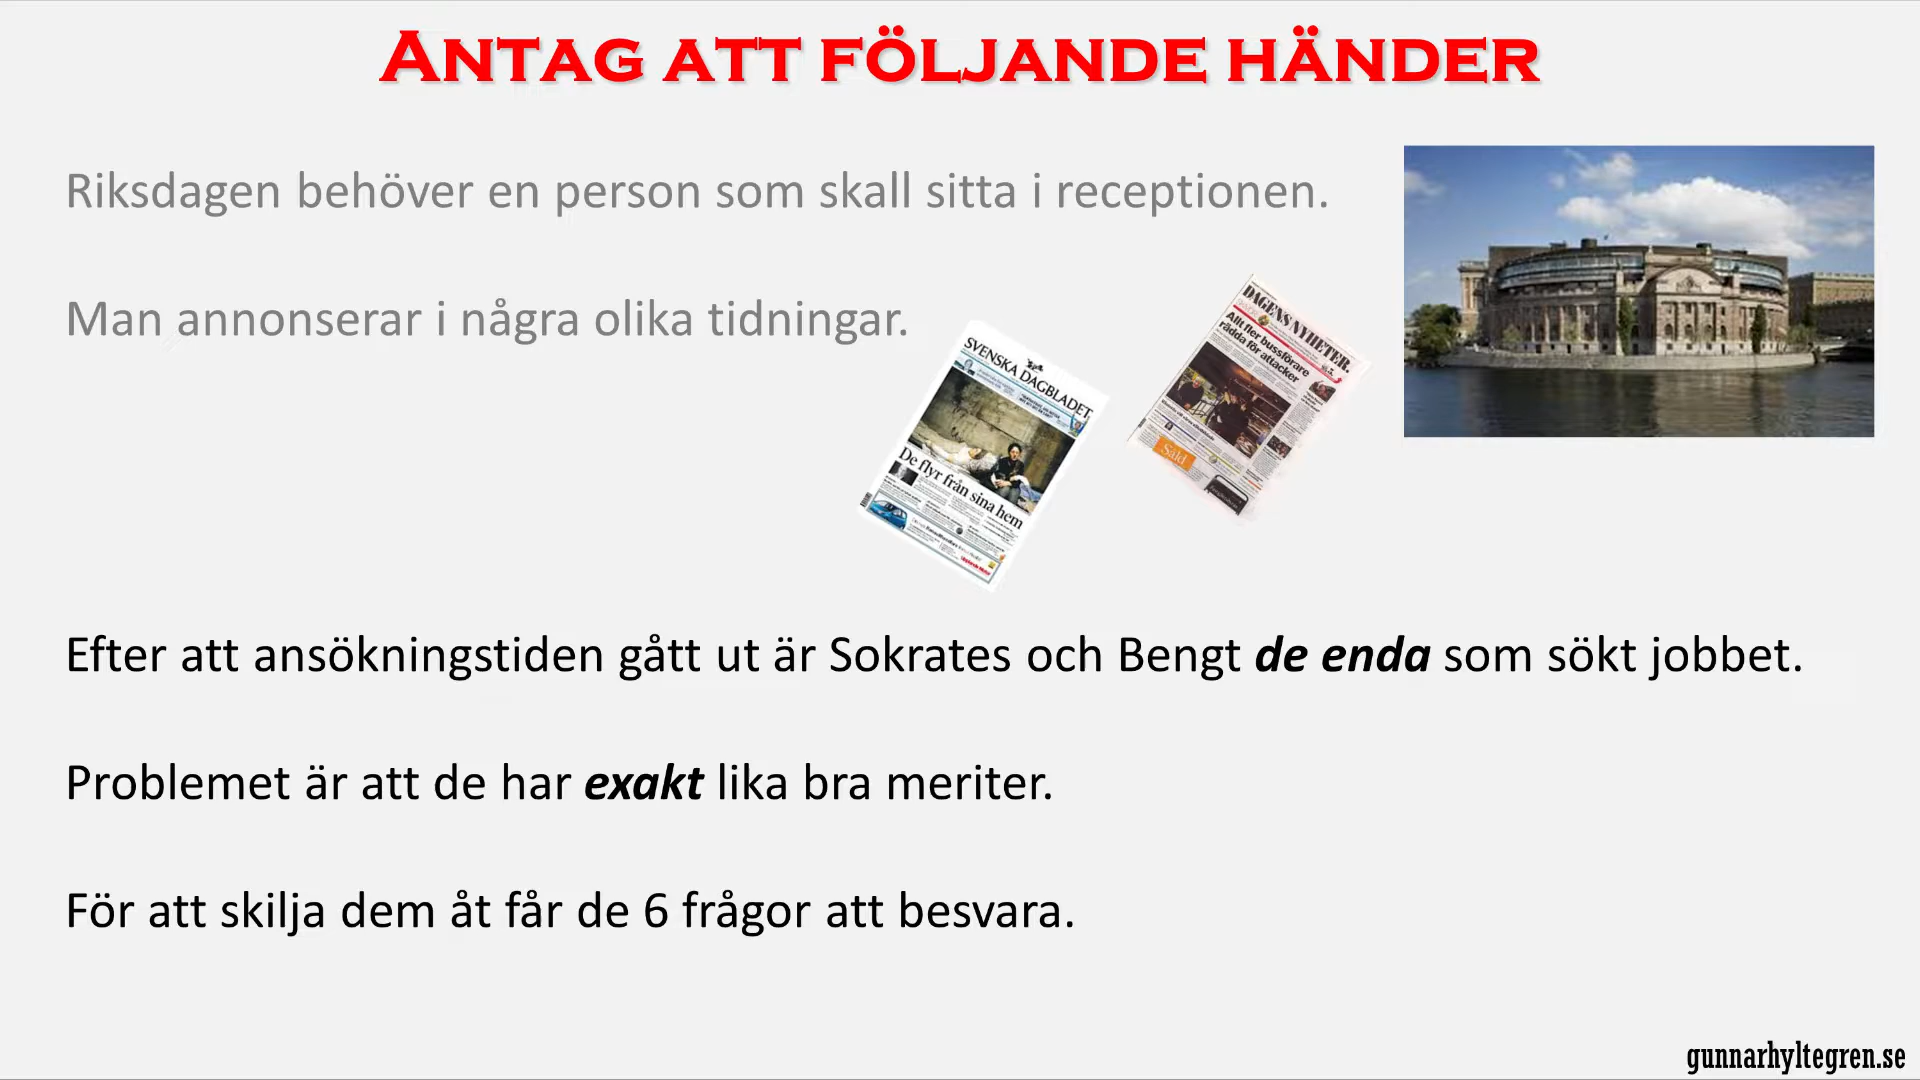 ANTAG ATT FÖLJANDE HÄNDER
Riksdagen behöver en person som skall sitta i receptionen.
Man annonserar i några olika tidningar.
DAGENS NYHETER.
Allt fler bussförare
rädda för attacker
Såld
SVENSKA DAGBLADET
De flyr från sina hem
Efter att ansökningstiden gått ut är Sokrates och Bengt de enda som sökt jobbet.
Problemet är att de har exakt lika bra meriter.
För att skilja dem åt får de 6 frågor att besvara.
gunnarhyltegren.se